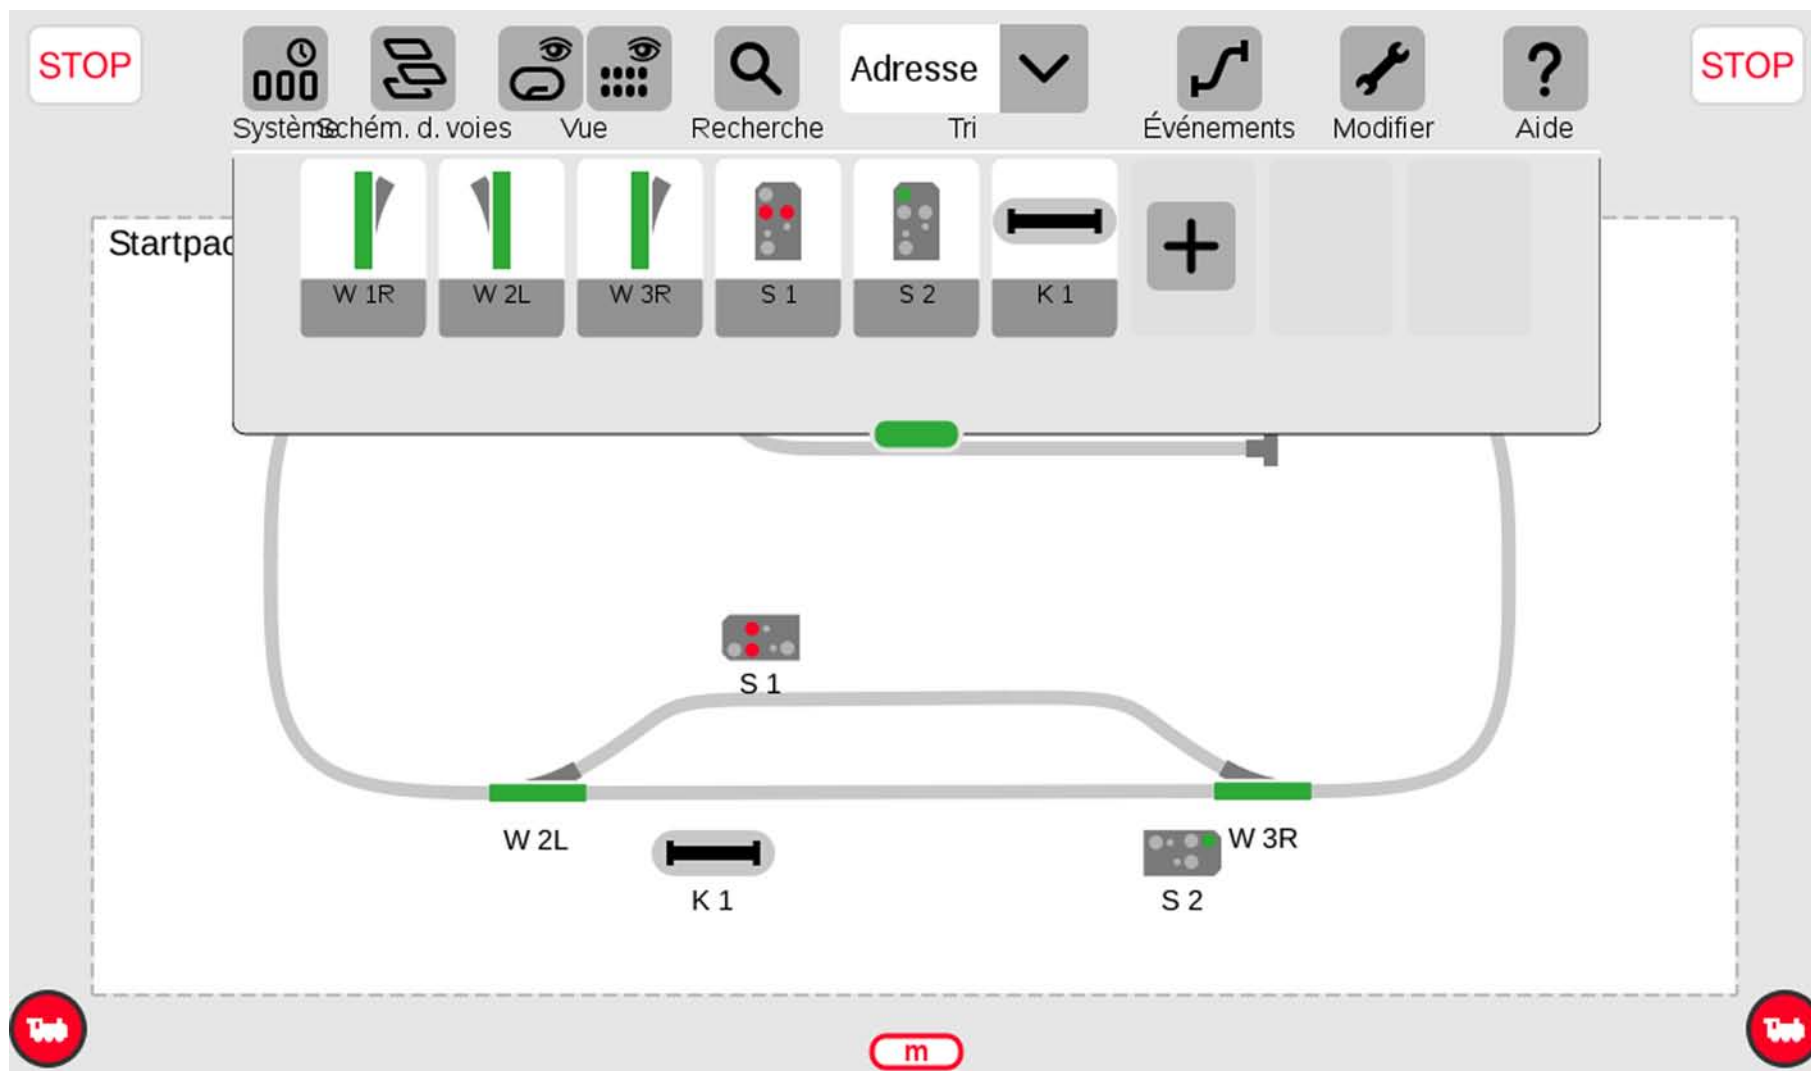 STOP
Adresse
STOP
Système
Schém. d. voies
Vue
Recherche
Tri
Événements
Modifier
Aide
Startpad
W 1R
W 2L
W 3R
S 1
S 2
K 1
S 1
W 2L
W 3R
K 1
S 2
m